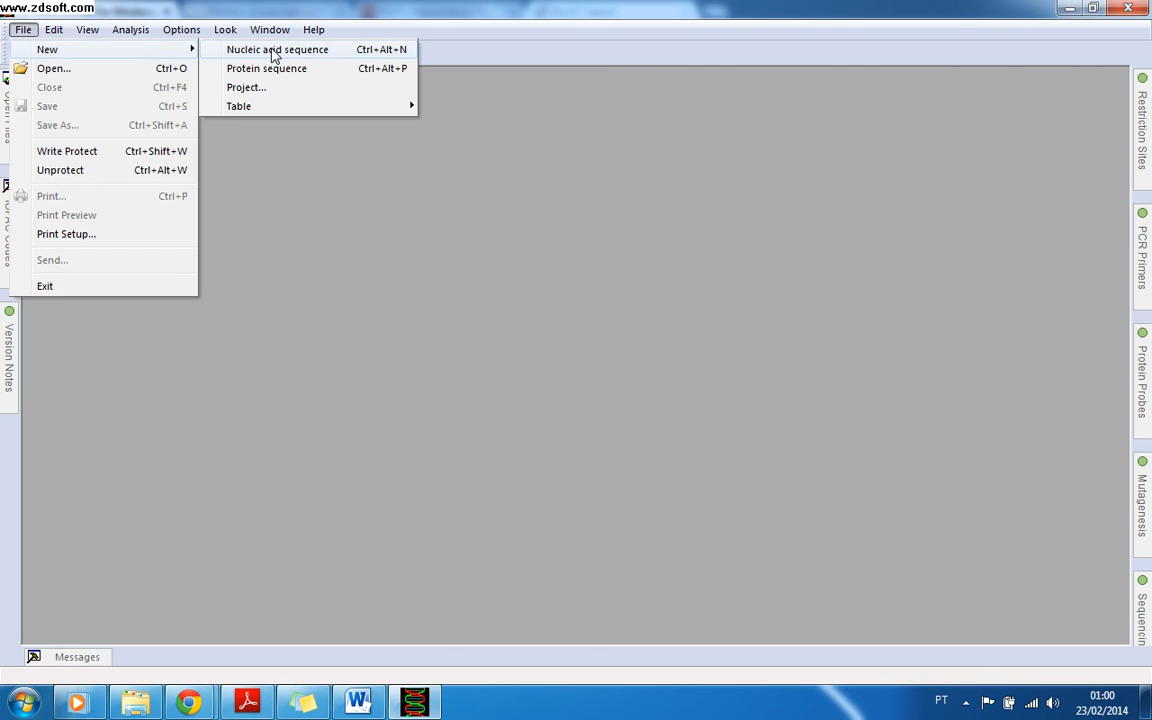 www.zdsoft.com
File Edit View Analysis Options Look Window Help
New
Nucleic acid sequence Ctrl+Alt+N
Open... Ctrl+O
Protein sequence Ctrl+Alt+P
Close Ctrl+F4
Project...
Save Ctrl+S
Table
Save As... Ctrl+Shift+A
Write Protect Ctrl+Shift+W
Unprotect Ctrl+Alt+W
Print... Ctrl+P
Print Preview
Print Setup...
Send...
Exit
Version Notes
Restriction Sites
PCR Primers
Protein Probes
Mutagenesis
Sequencin
Messages
PT
01:00
23/02/2014